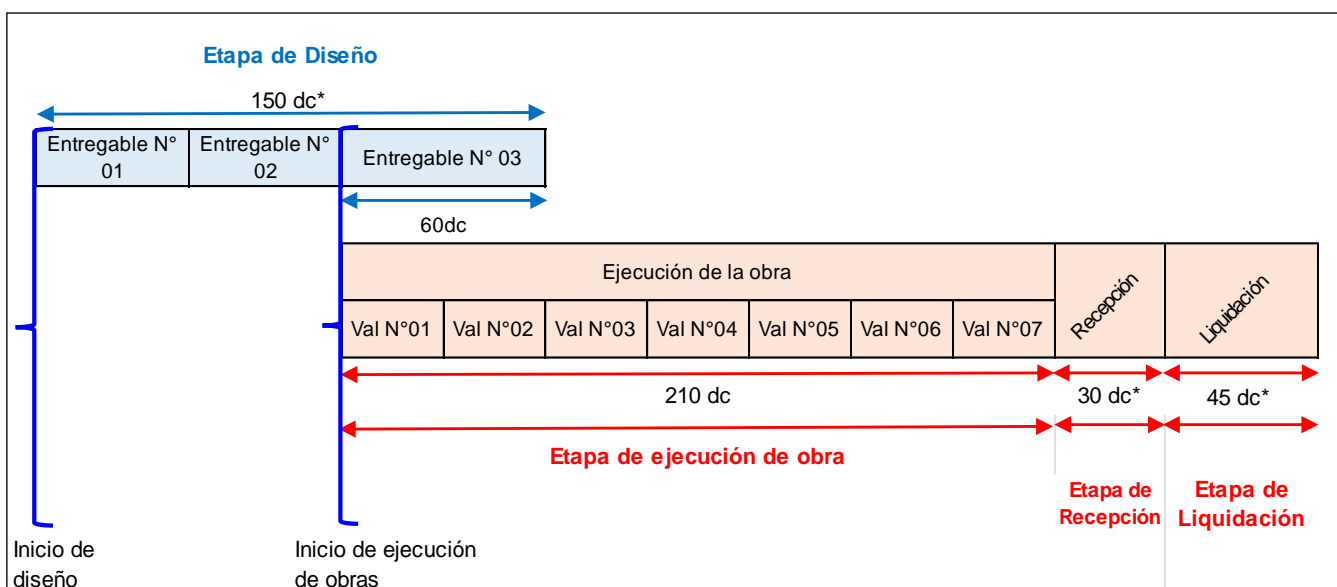 Etapa de Diseño
150 dc*
Entregable N°
01
Entregable N°
02
Entregable N° 03
60dc
Ejecución de la obra
Val N°01
Val N°02
Val N°03
Val N°04
Val N°05
Val N°06
Val N°07
Recepción
Liquidación
210 dc
30 dc*
45 dc*
Etapa de ejecución de obra
Etapa de
Recepción
Etapa de
Liquidación
Inicio de
diseño
Inicio de ejecución
de obras